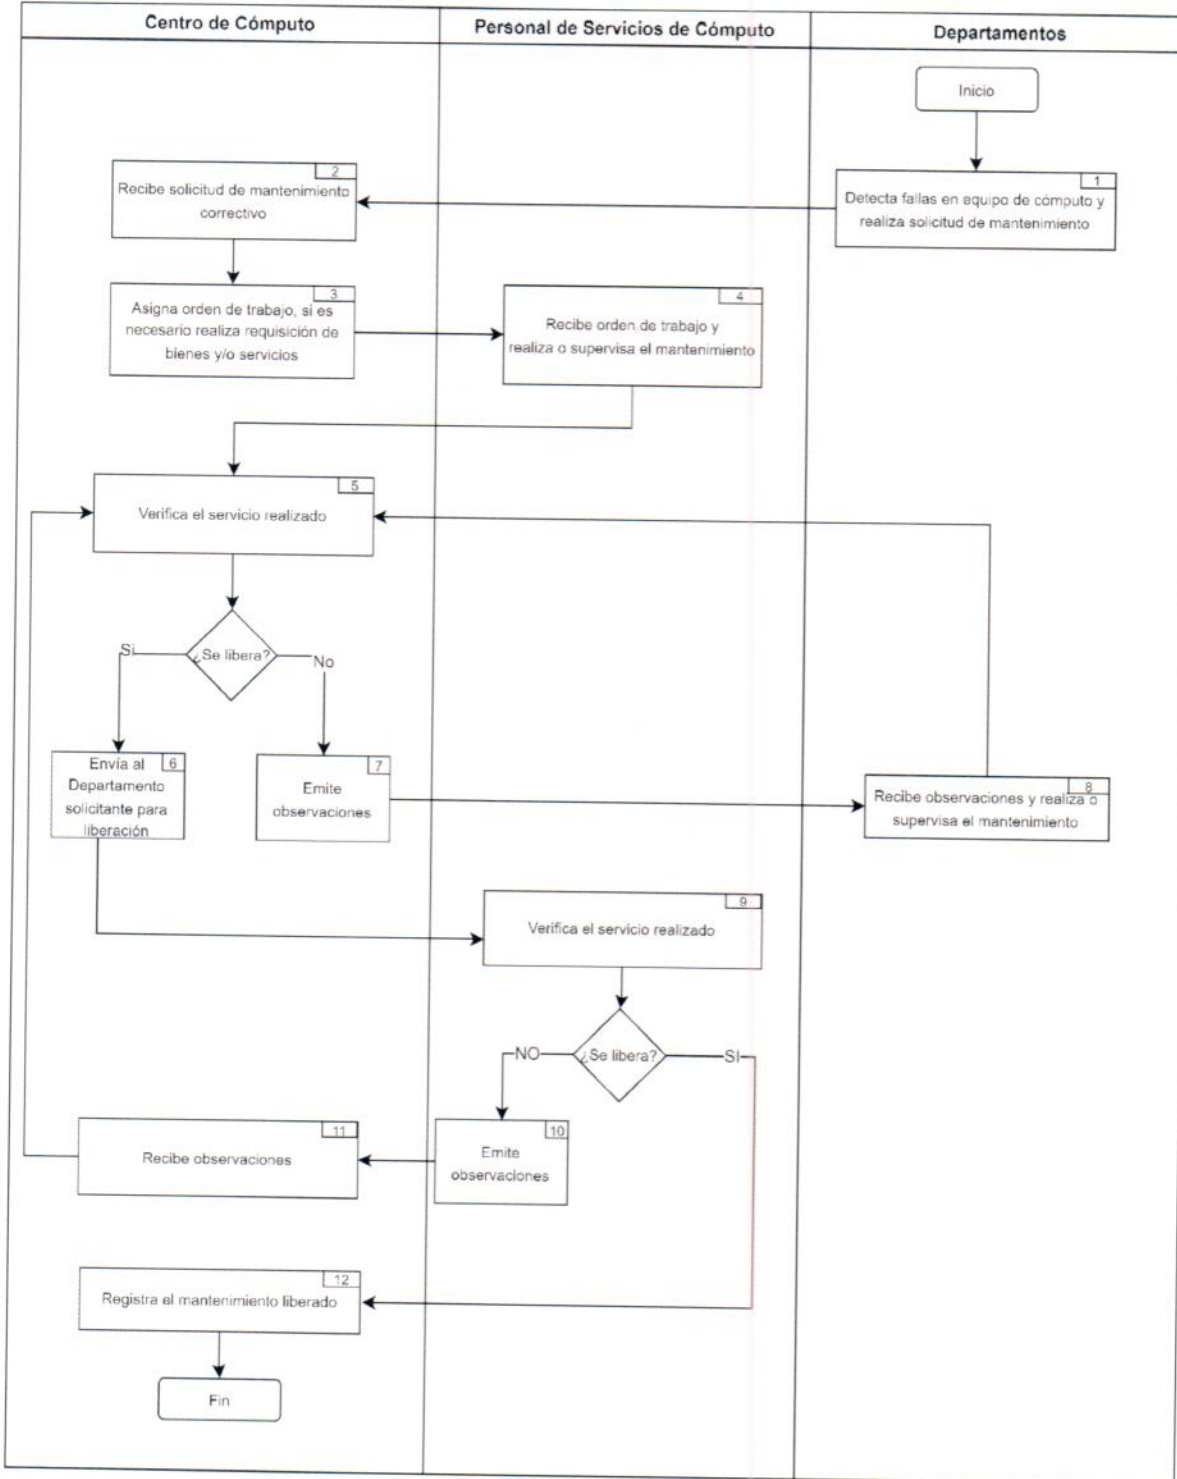 Centro de Cómputo
Personal de Servicios de Cómputo
Departamentos
Inicio
1
Detecta fallas en equipo de cómputo y
realiza solicitud de mantenimiento
2
Recibe solicitud de mantenimiento
correctivo
3
Asigna orden de trabajo, si es
necesario realiza requisición de
bienes y/o servicios
4
Recibe orden de trabajo y
realiza o supervisa el mantenimiento
5
Verifica el servicio realizado
¿Se libera?
Si
No
6
Envía al
Departamento
solicitante para
liberación
7
Emite
observaciones
8
Recibe observaciones y realiza o
supervisa el mantenimiento
9
Verifica el servicio realizado
¿Se libera?
NO
SI
10
Emite
observaciones
11
Recibe observaciones
12
Registra el mantenimiento liberado
Fin